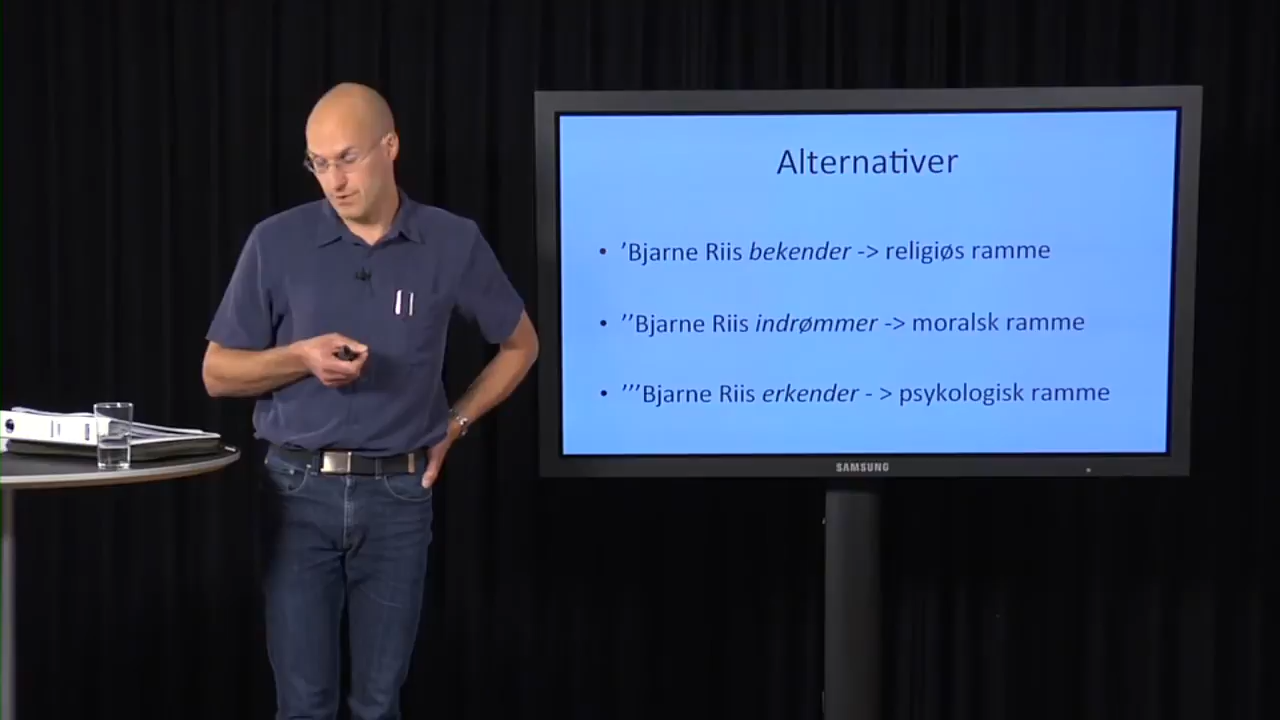 Alternativer
• ’Bjarne Riis bekender -> religiøs ramme
• ’’Bjarne Riis indrømmer -> moralsk ramme
• ’’’Bjarne Riis erkender - > psykologisk ramme
SAMSUNG